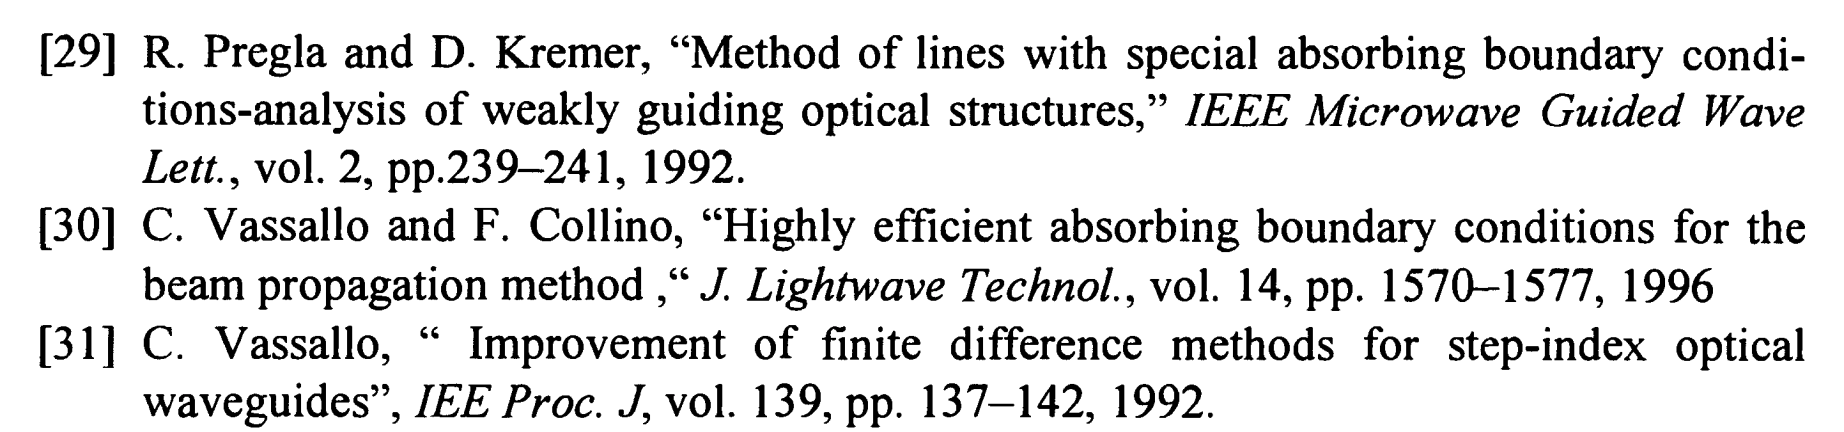 [29] R. Pregla and D. Kremer, “Method of lines with special absorbing boundary condi-
tions-analysis of weakly guiding optical structures,” IEEE Microwave Guided Wave
Lett., vol. 2, pp.239–241, 1992.
[30] C. Vassallo and F. Collino, “Highly efficient absorbing boundary conditions for the
beam propagation method ,“ J. Lightwave Technol., vol. 14, pp. 1570–1577, 1996
[31] C. Vassallo, “ Improvement of finite difference methods for step-index optical
waveguides”, IEE Proc. J, vol. 139, pp. 137–142, 1992.